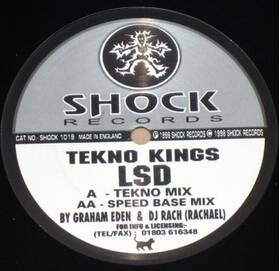 SHOCK
RECORDS
CAT NO.- SHOCK 1019 MADE IN ENGLAND ℗ 1998 SHOCK RECORDS © 1998 SHOCK RECORDS
TEKNO KINGS
LSD
A - TEKNO MIX
AA - SPEED BASE MIX
BY GRAHAM EDEN & DJ RACH (RACHAEL)
FOR INFO & LICENSING:-
(TEL/FAX) : 01803 616348